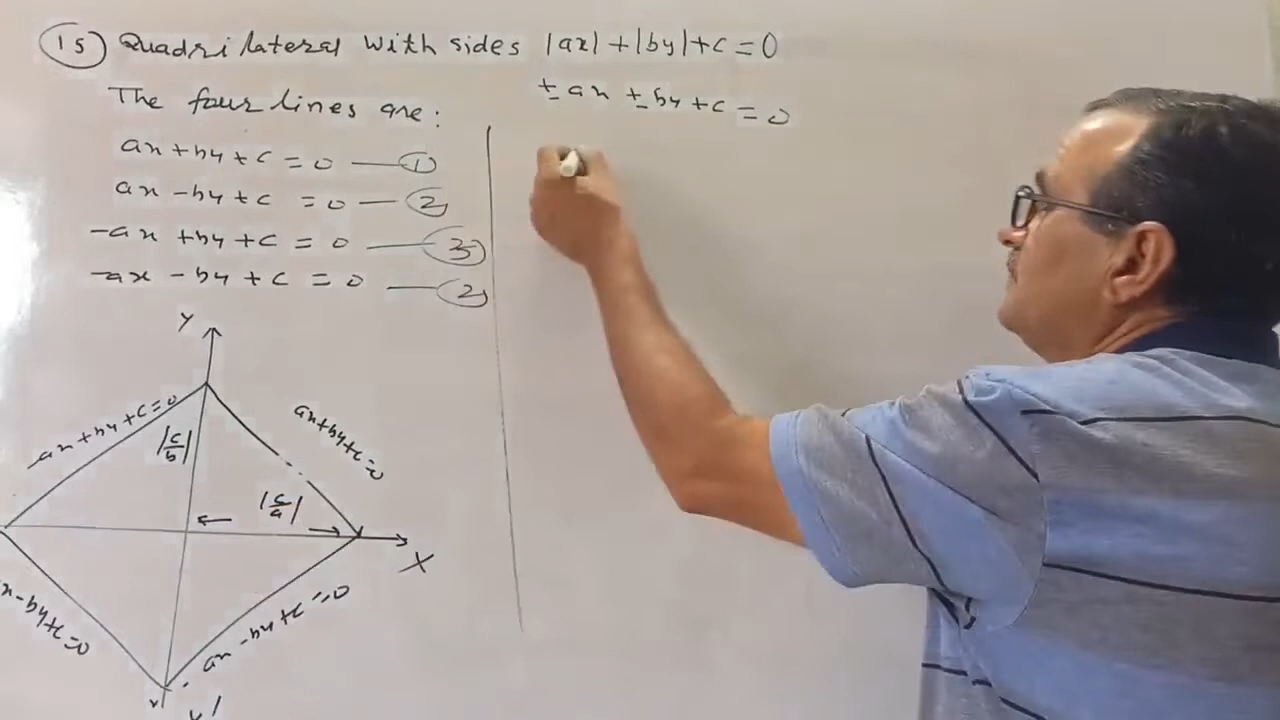 15 Quadrilateral with sides |ax|+|by|+c=0
± ax ± by + c = 0
The four lines are:
ax+by+c = 0 — 1
ax - by + c = 0 — 2
-ax + by + c = 0 — 3
-ax - by + c = 0 — 2
Y
-ax + by + c = 0
ax+by+c=0
|c/b|
|c/a|
X
x-by+c=0
ax - by + c = 0
y'